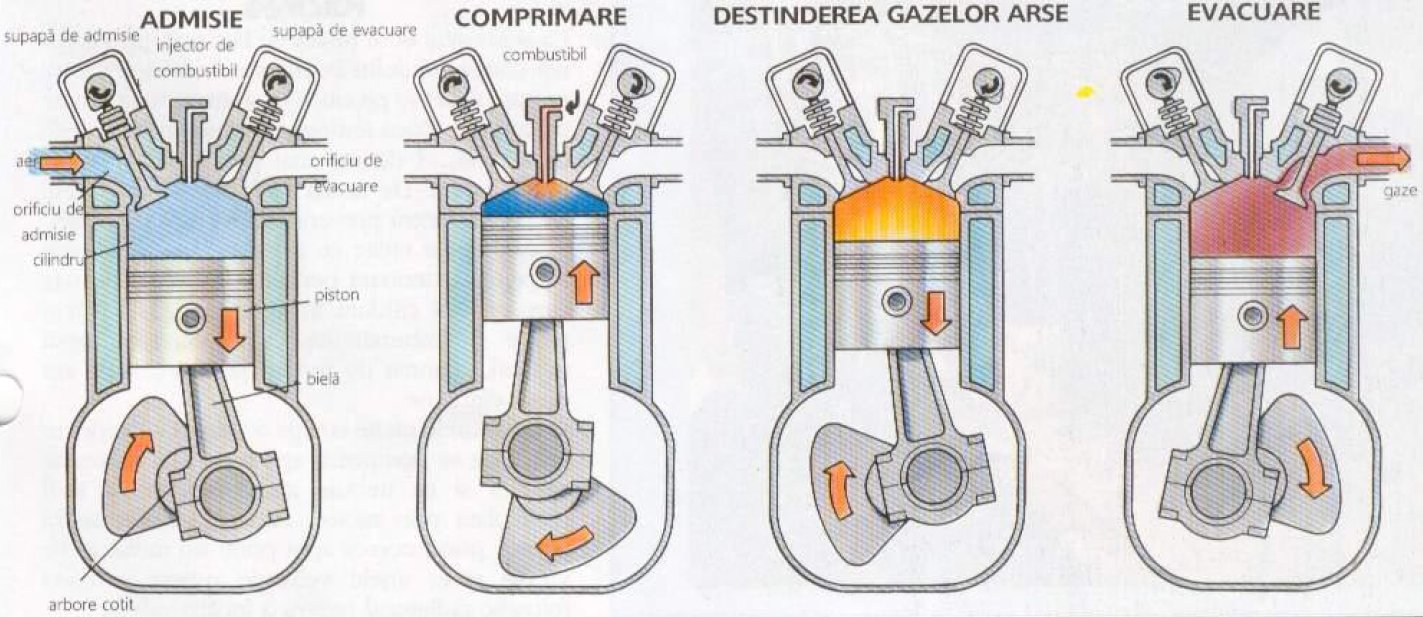 ADMISIE
supapă de admisie
injector de
combustibil
supapă de evacuare
aer
orificiu de
admisie
cilindru
orificiu de
evacuare
piston
bielă
arbore cotit
COMPRIMARE
combustibil
DESTINDEREA GAZELOR ARSE
EVACUARE
gaze